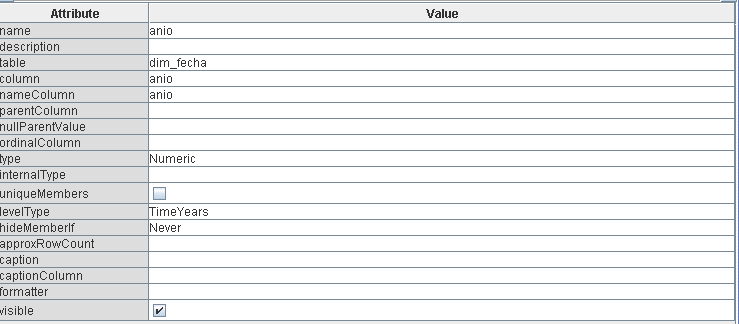 Attribute Value
name anio
description
table dim_fecha
column anio
nameColumn anio
parentColumn
nullParentValue
ordinalColumn
type Numeric
internalType
uniqueMembers
levelType TimeYears
hideMemberIf Never
approxRowCount
caption
captionColumn
formatter
visible